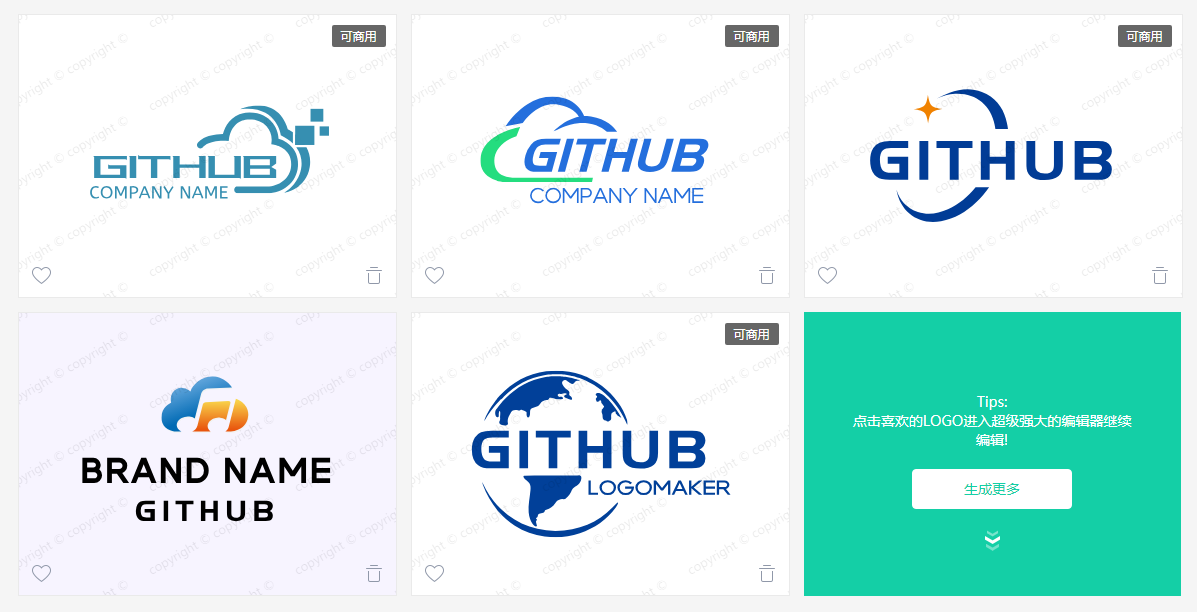 可商用
GITHUB
COMPANY NAME
可商用
GITHUB
COMPANY NAME
可商用
GITHUB
BRAND NAME
GITHUB
可商用
GITHUB
LOGOMAKER
Tips:
点击喜欢的LOGO进入超级强大的编辑器继续
编辑!
生成更多
copyright ©